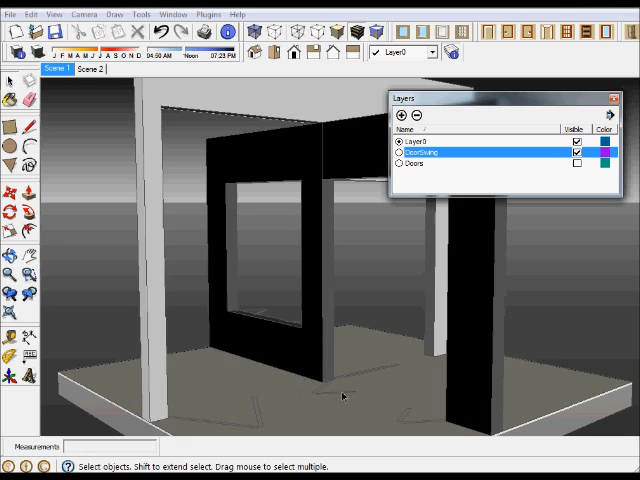 File Edit View Camera Draw Tools Window Plugins Help
J F M A M J J A S O N D 04:50 AM Noon 07:23 PM Layer0
Scene 1 Scene 2
Layers
Name Visible Color
Layer0
DoorSwing
Doors
Measurements
Select objects. Shift to extend select. Drag mouse to select multiple.